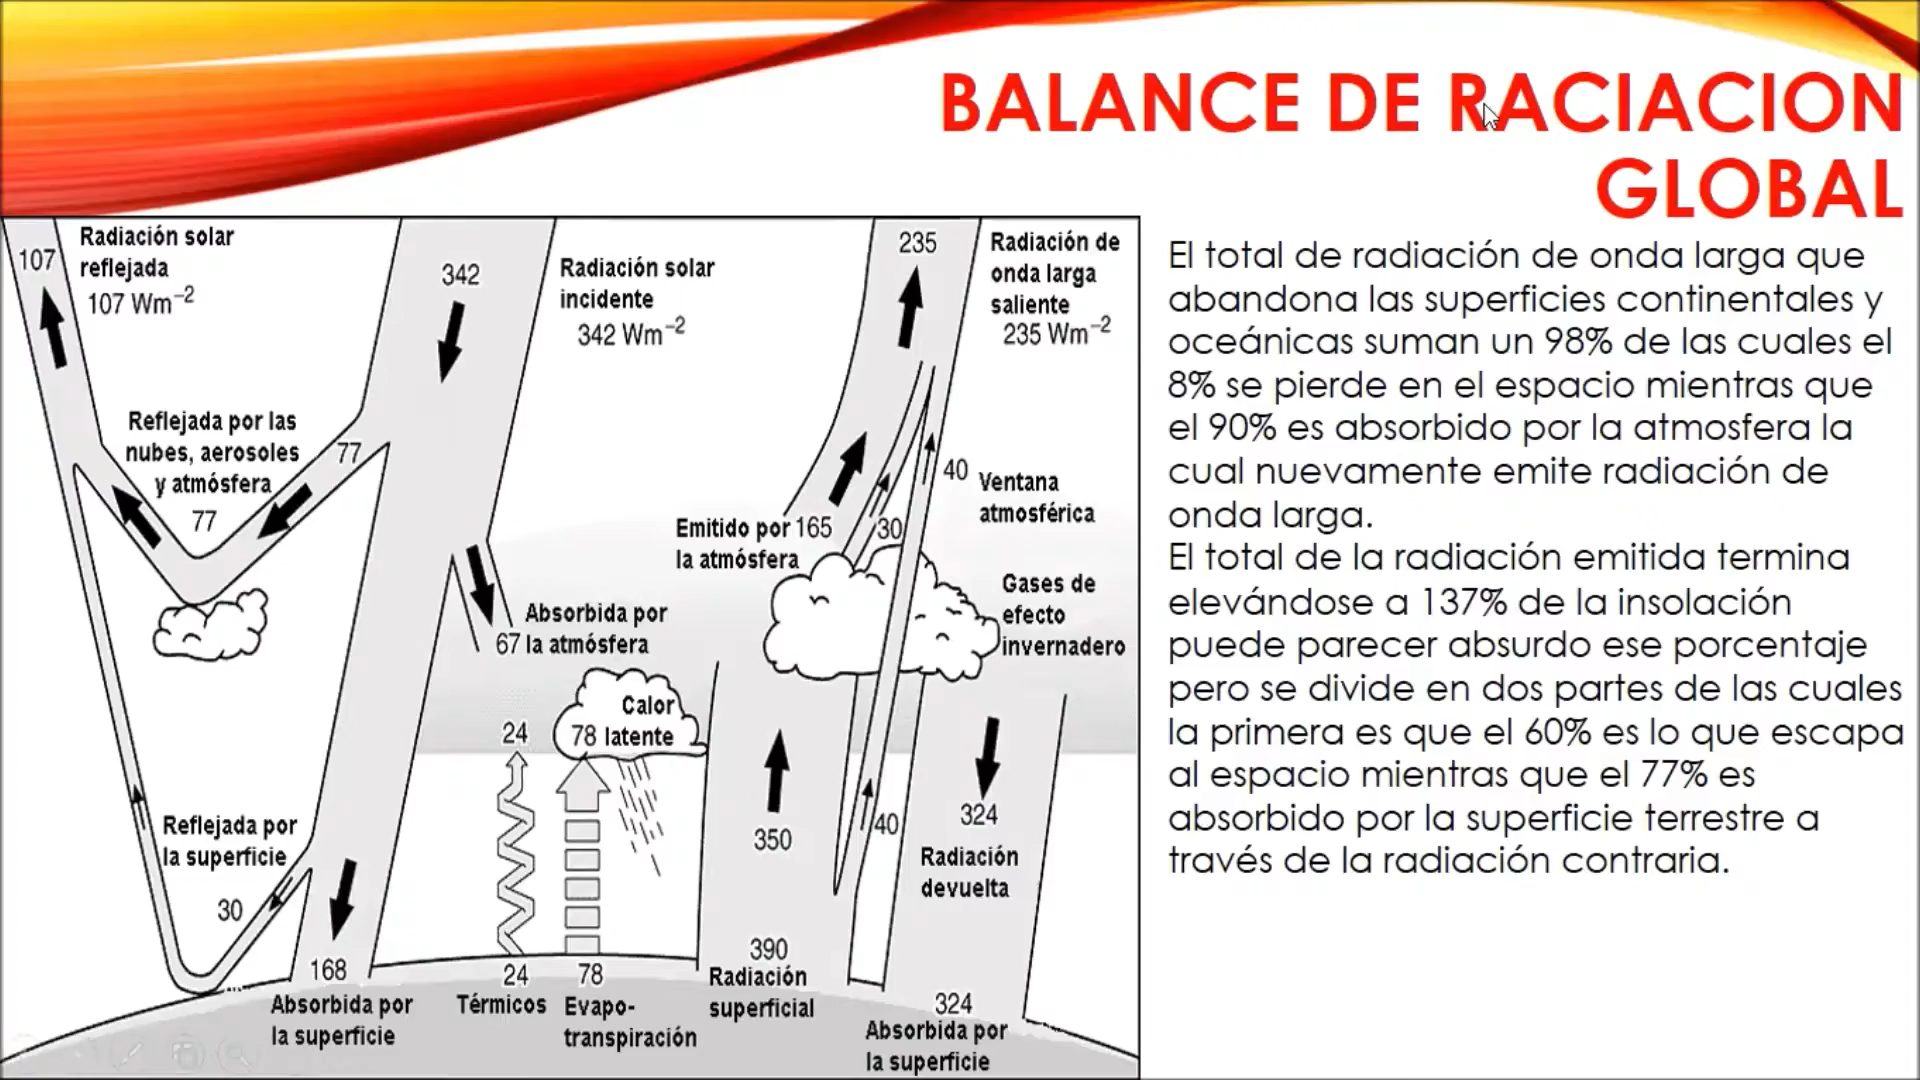 BALANCE DE RACIACION
GLOBAL
107
Radiación solar
reflejada
107 Wm⁻²
342
Radiación solar
incidente
342 Wm⁻²
235
Radiación de
onda larga
saliente
235 Wm⁻²
Reflejada por las
nubes, aerosoles
y atmósfera
77
77
Emitido por 165
la atmósfera
30
40
Ventana
atmosférica
Gases de
efecto
invernadero
Absorbida por
67 la atmósfera
24
Calor
78 latente
Reflejada por
la superficie
30
350
40
324
Radiación
devuelta
168
Absorbida por
la superficie
24
Térmicos
78
Evapo-
transpiración
390
Radiación
superficial
324
Absorbida por
la superficie
El total de radiación de onda larga que
abandona las superficies continentales y
oceánicas suman un 98% de las cuales el
8% se pierde en el espacio mientras que
el 90% es absorbido por la atmosfera la
cual nuevamente emite radiación de
onda larga.
El total de la radiación emitida termina
elevándose a 137% de la insolación
puede parecer absurdo ese porcentaje
pero se divide en dos partes de las cuales
la primera es que el 60% es lo que escapa
al espacio mientras que el 77% es
absorbido por la superficie terrestre a
través de la radiación contraria.